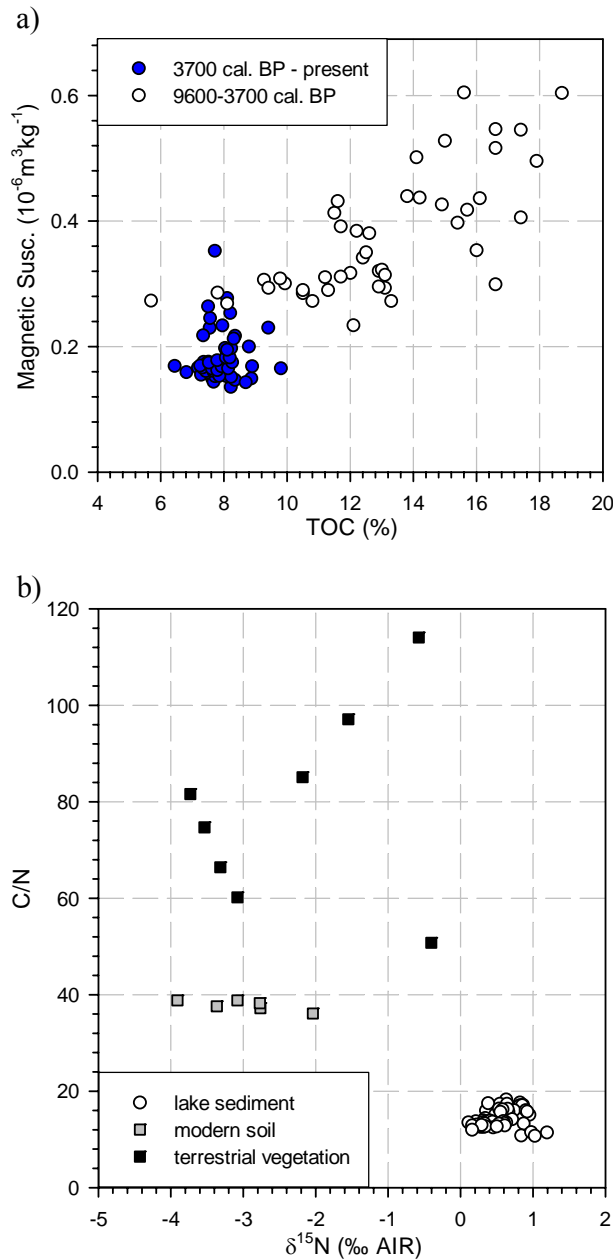 a)
3700 cal. BP - present
9600-3700 cal. BP
Magnetic Susc. (10⁻⁶m³kg⁻¹)
0.6
0.4
0.2
0.0
4 6 8 10 12 14 16 18 20
TOC (%)
b)
120
100
80
60
40
20
0
C/N
lake sediment
modern soil
terrestrial vegetation
-5 -4 -3 -2 -1 0 1 2
δ¹⁵N (‰ AIR)